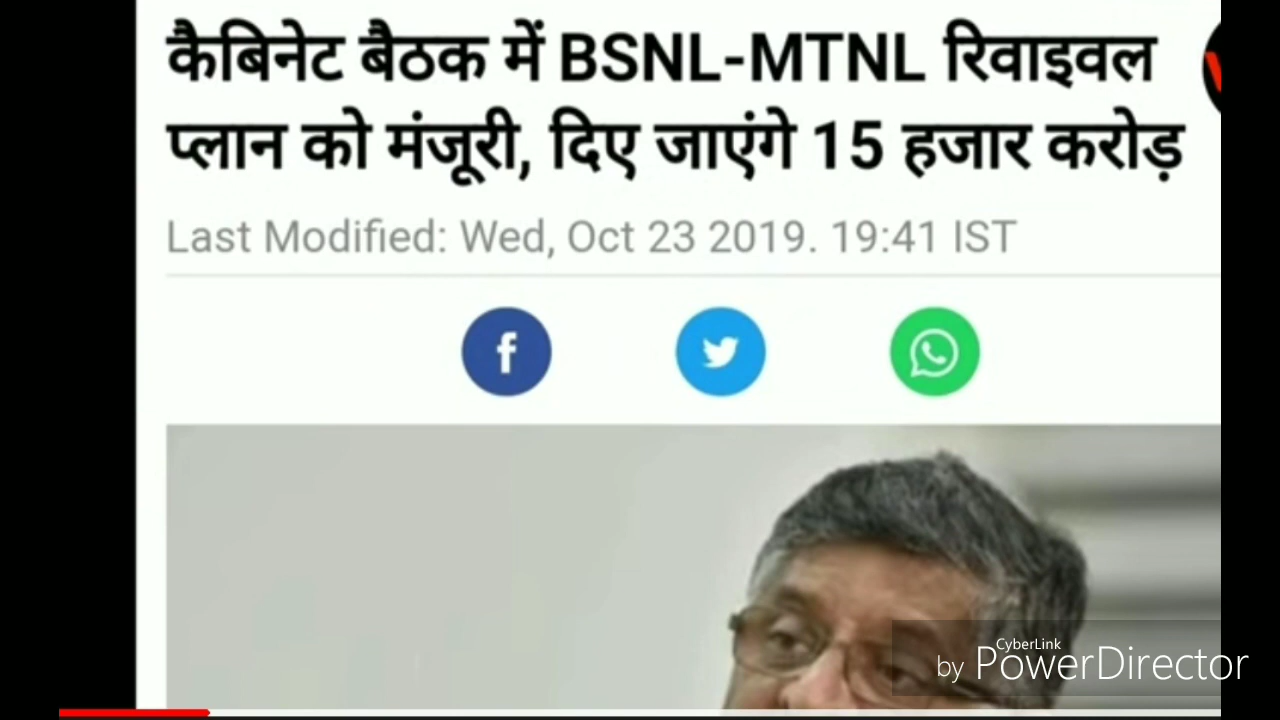 कैबिनेट बैठक में BSNL-MTNL रिवाइवल
प्लान को मंजूरी, दिए जाएंगे 15 हजार करोड़
Last Modified: Wed, Oct 23 2019. 19:41 IST
f
CyberLink
by PowerDirector